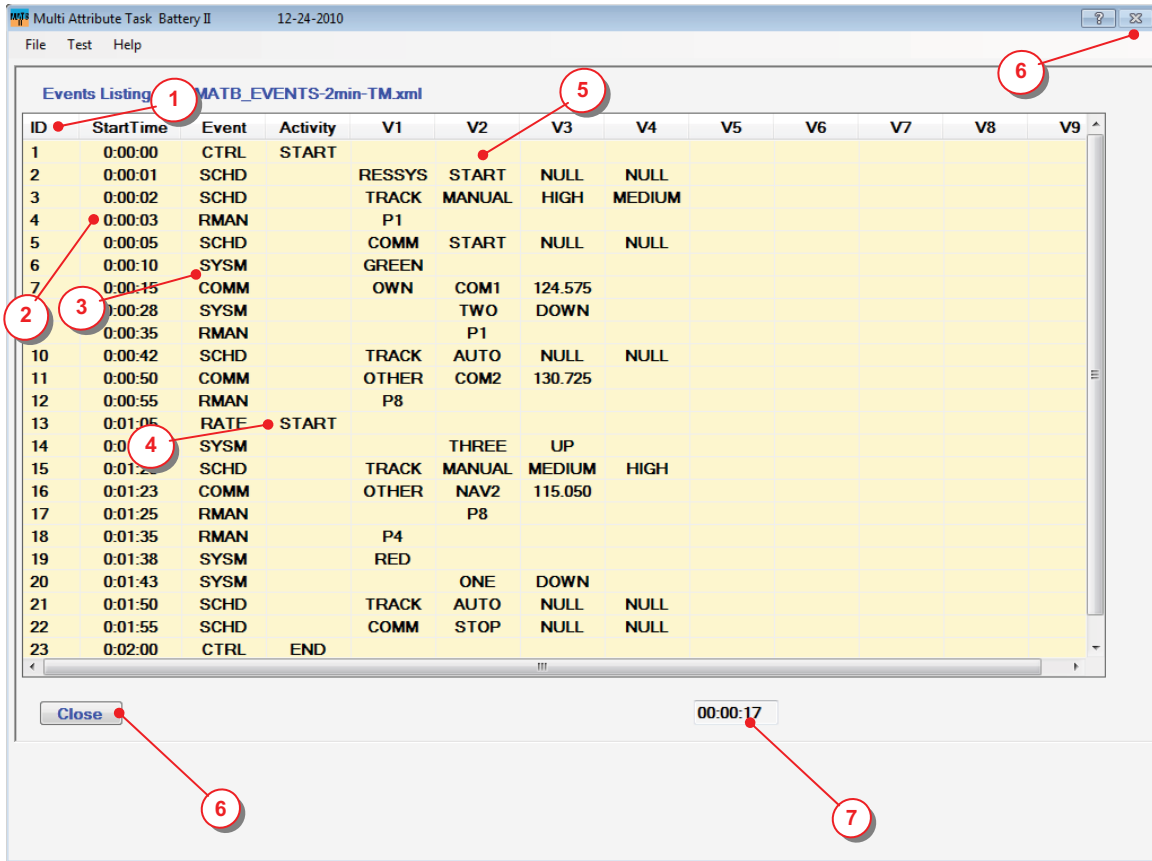 MATB II Multi Attribute Task Battery II 12-24-2010 ?
File Test Help
6
Events Listing 1 MATB_EVENTS-2min-TM.xml 5
ID StartTime Event Activity V1 V2 V3 V4 V5 V6 V7 V8 V9
1 0:00:00 CTRL START
2 0:00:01 SCHD RESSYS START NULL NULL
3 0:00:02 SCHD TRACK MANUAL HIGH MEDIUM
4 0:00:03 RMAN P1
5 0:00:05 SCHD COMM START NULL NULL
6 0:00:10 SYSM GREEN
7 0:00:15 COMM OWN COM1 124.575
2 3 0:00:28 SYSM TWO DOWN
0:00:35 RMAN P1
10 0:00:42 SCHD TRACK AUTO NULL NULL
11 0:00:50 COMM OTHER COM2 130.725
12 0:00:55 RMAN P8
13 0:01:05 RATE START
14 0:0 4 SYSM THREE UP
15 0:01:2 SCHD TRACK MANUAL MEDIUM HIGH
16 0:01:23 COMM OTHER NAV2 115.050
17 0:01:25 RMAN P8
18 0:01:35 RMAN P4
19 0:01:38 SYSM RED
20 0:01:43 SYSM ONE DOWN
21 0:01:50 SCHD TRACK AUTO NULL NULL
22 0:01:55 SCHD COMM STOP NULL NULL
23 0:02:00 CTRL END
Close 00:00:17
6 7